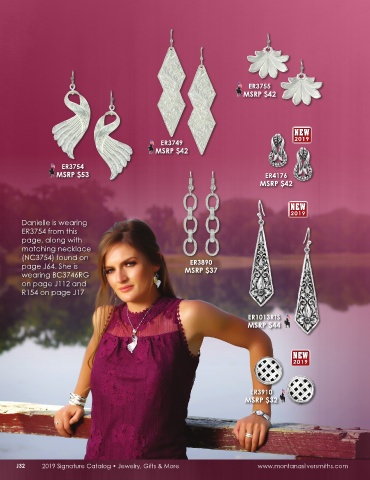 ER3755
MSRP $42
ER3749
MSRP $42
NEW
2019
ER3754
MSRP $53
ER4176
MSRP $42
NEW
2019
Danielle is wearing
ER3754 from this
page, along with
matching necklace
(NC3754) found on
page J64. She is
wearing BC3746RG
on page J112 and
R154 on page J17
ER3890
MSRP $37
ER1013RTS
MSRP $44
NEW
2019
ER3910
MSRP $32
J32 2019 Signature Catalog • Jewelry, Gifts & More www.montanasilversmiths.com